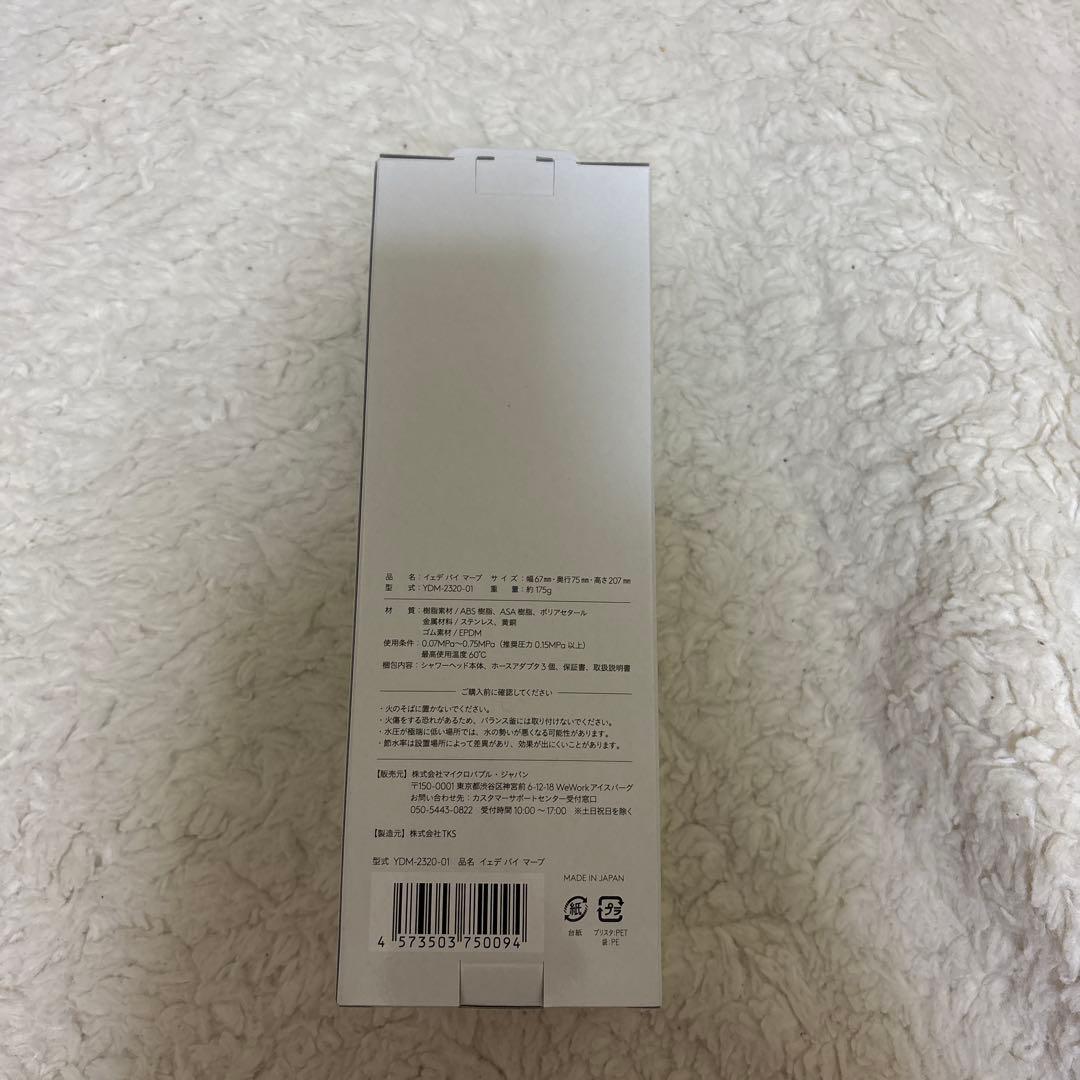 品 名：イェデ バイ マーブ サイズ：幅67㎜・奥行75㎜・高さ207㎜
型 式：YDM-2320-01 重 量：約175g
材 質：樹脂素材 / ABS 樹脂、ASA 樹脂、ポリアセタール
金属材料 / ステンレス、黄銅
ゴム素材 / EPDM
使用条件：0.07MPa〜0.75MPa（推奨圧力 0.15MPa 以上）
最高使用温度 60℃
梱包内容：シャワーヘッド本体、ホースアダプタ3個、保証書、取扱説明書
ご購入前に確認してください
・火のそばに置かないでください。
・火傷をする恐れがあるため、バランス釜には取り付けないでください。
・水圧が極端に低い場所では、水の勢いが悪くなる可能性があります。
・節水率は設置場所によって差異があり、効果が出にくいことがあります。
【販売元】株式会社マイクロバブル・ジャパン
〒150-0001 東京都渋谷区神宮前 6-12-18 WeWorkアイスバーグ
お問い合わせ先：カスタマーサポートセンター受付窓口
050-5443-0822 受付時間 10:00 〜 17:00 ※土日祝日を除く
【製造元】株式会社 TKS
型式 YDM-2320-01 品名 イェデ バイ マーブ
MADE IN JAPAN
4 573503 750094
紙 プラ
台紙 ブリスタ:PET
袋:PE